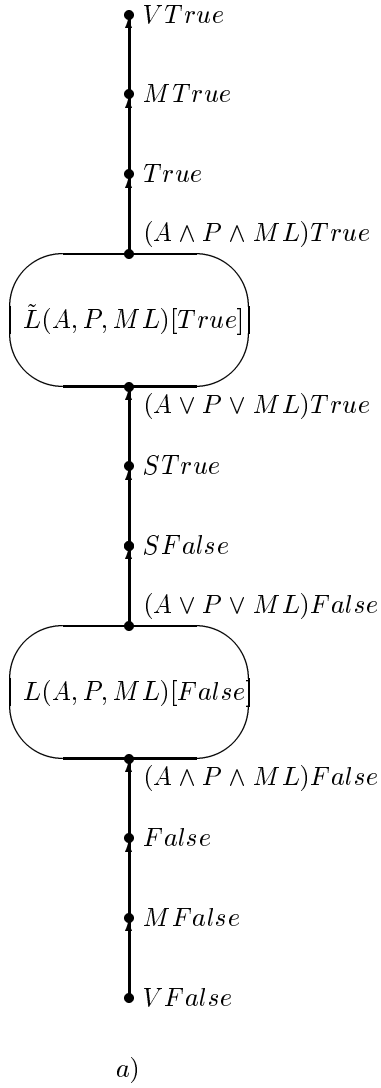 VTrue
MTrue
True
(A ∧ P ∧ ML)True
L̃(A, P, ML)[True]
(A ∨ P ∨ ML)True
STrue
SFalse
(A ∨ P ∨ ML)False
L(A, P, ML)[False]
(A ∧ P ∧ ML)False
False
MFalse
VFalse
a)